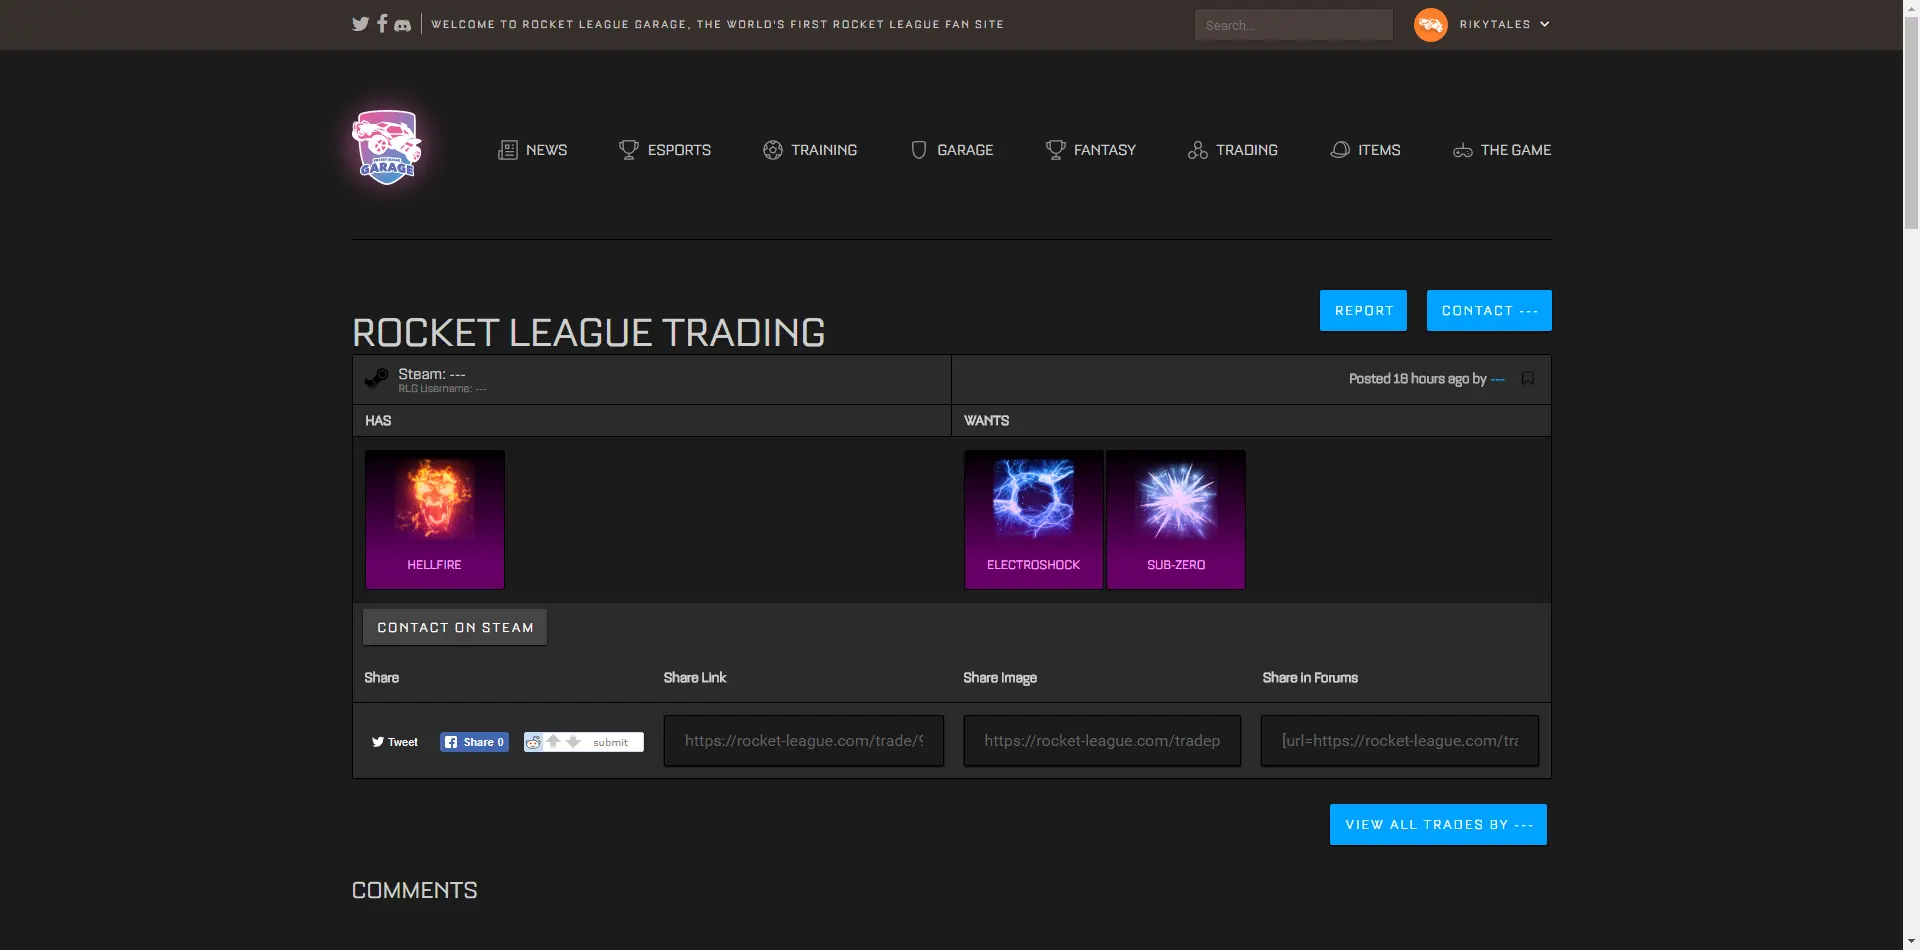 WELCOME TO ROCKET LEAGUE GARAGE, THE WORLD'S FIRST ROCKET LEAGUE FAN SITE
Search...
RIKYTALES
GARAGE
NEWS
ESPORTS
TRAINING
GARAGE
FANTASY
TRADING
ITEMS
THE GAME
REPORT
CONTACT ---
ROCKET LEAGUE TRADING
Steam: ---
RLG Username: ---
Posted 18 hours ago by ---
HAS
WANTS
HELLFIRE
ELECTROSHOCK
SUB-ZERO
CONTACT ON STEAM
Share
Share Link
Share Image
Share in Forums
Tweet
Share 0
submit
https://rocket-league.com/trade/9
https://rocket-league.com/tradep
[url=https://rocket-league.com/tra
VIEW ALL TRADES BY ---
COMMENTS